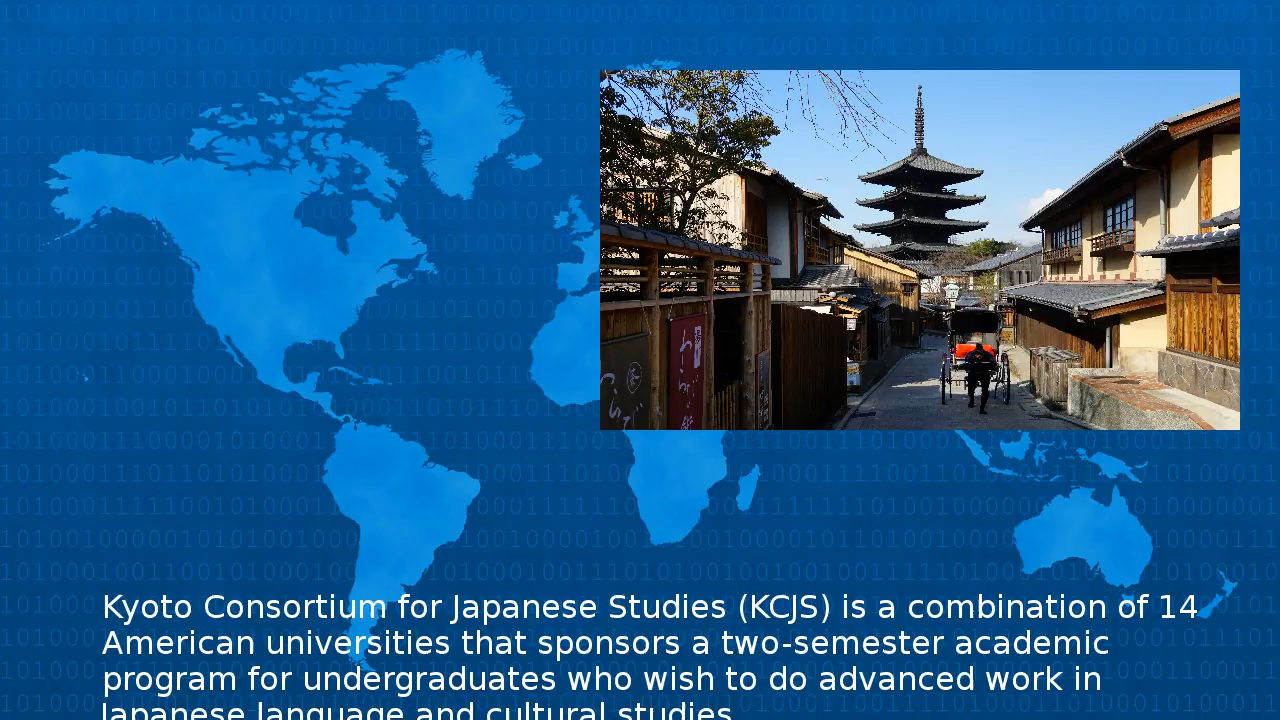 Kyoto Consortium for Japanese Studies (KCJS) is a combination of 14
American universities that sponsors a two-semester academic
program for undergraduates who wish to do advanced work in
Japanese language and cultural studies.